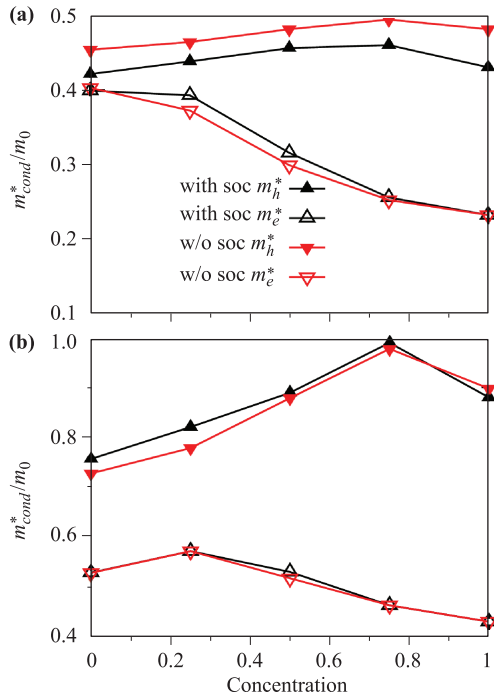 (a)
0.5
0.4
0.3
0.2
0.1
m*cond/m0
with soc m*h
with soc m*e
w/o soc m*h
w/o soc m*e
(b)
1.0
0.8
0.6
0.4
m*cond/m0
0 0.2 0.4 0.6 0.8 1
Concentration